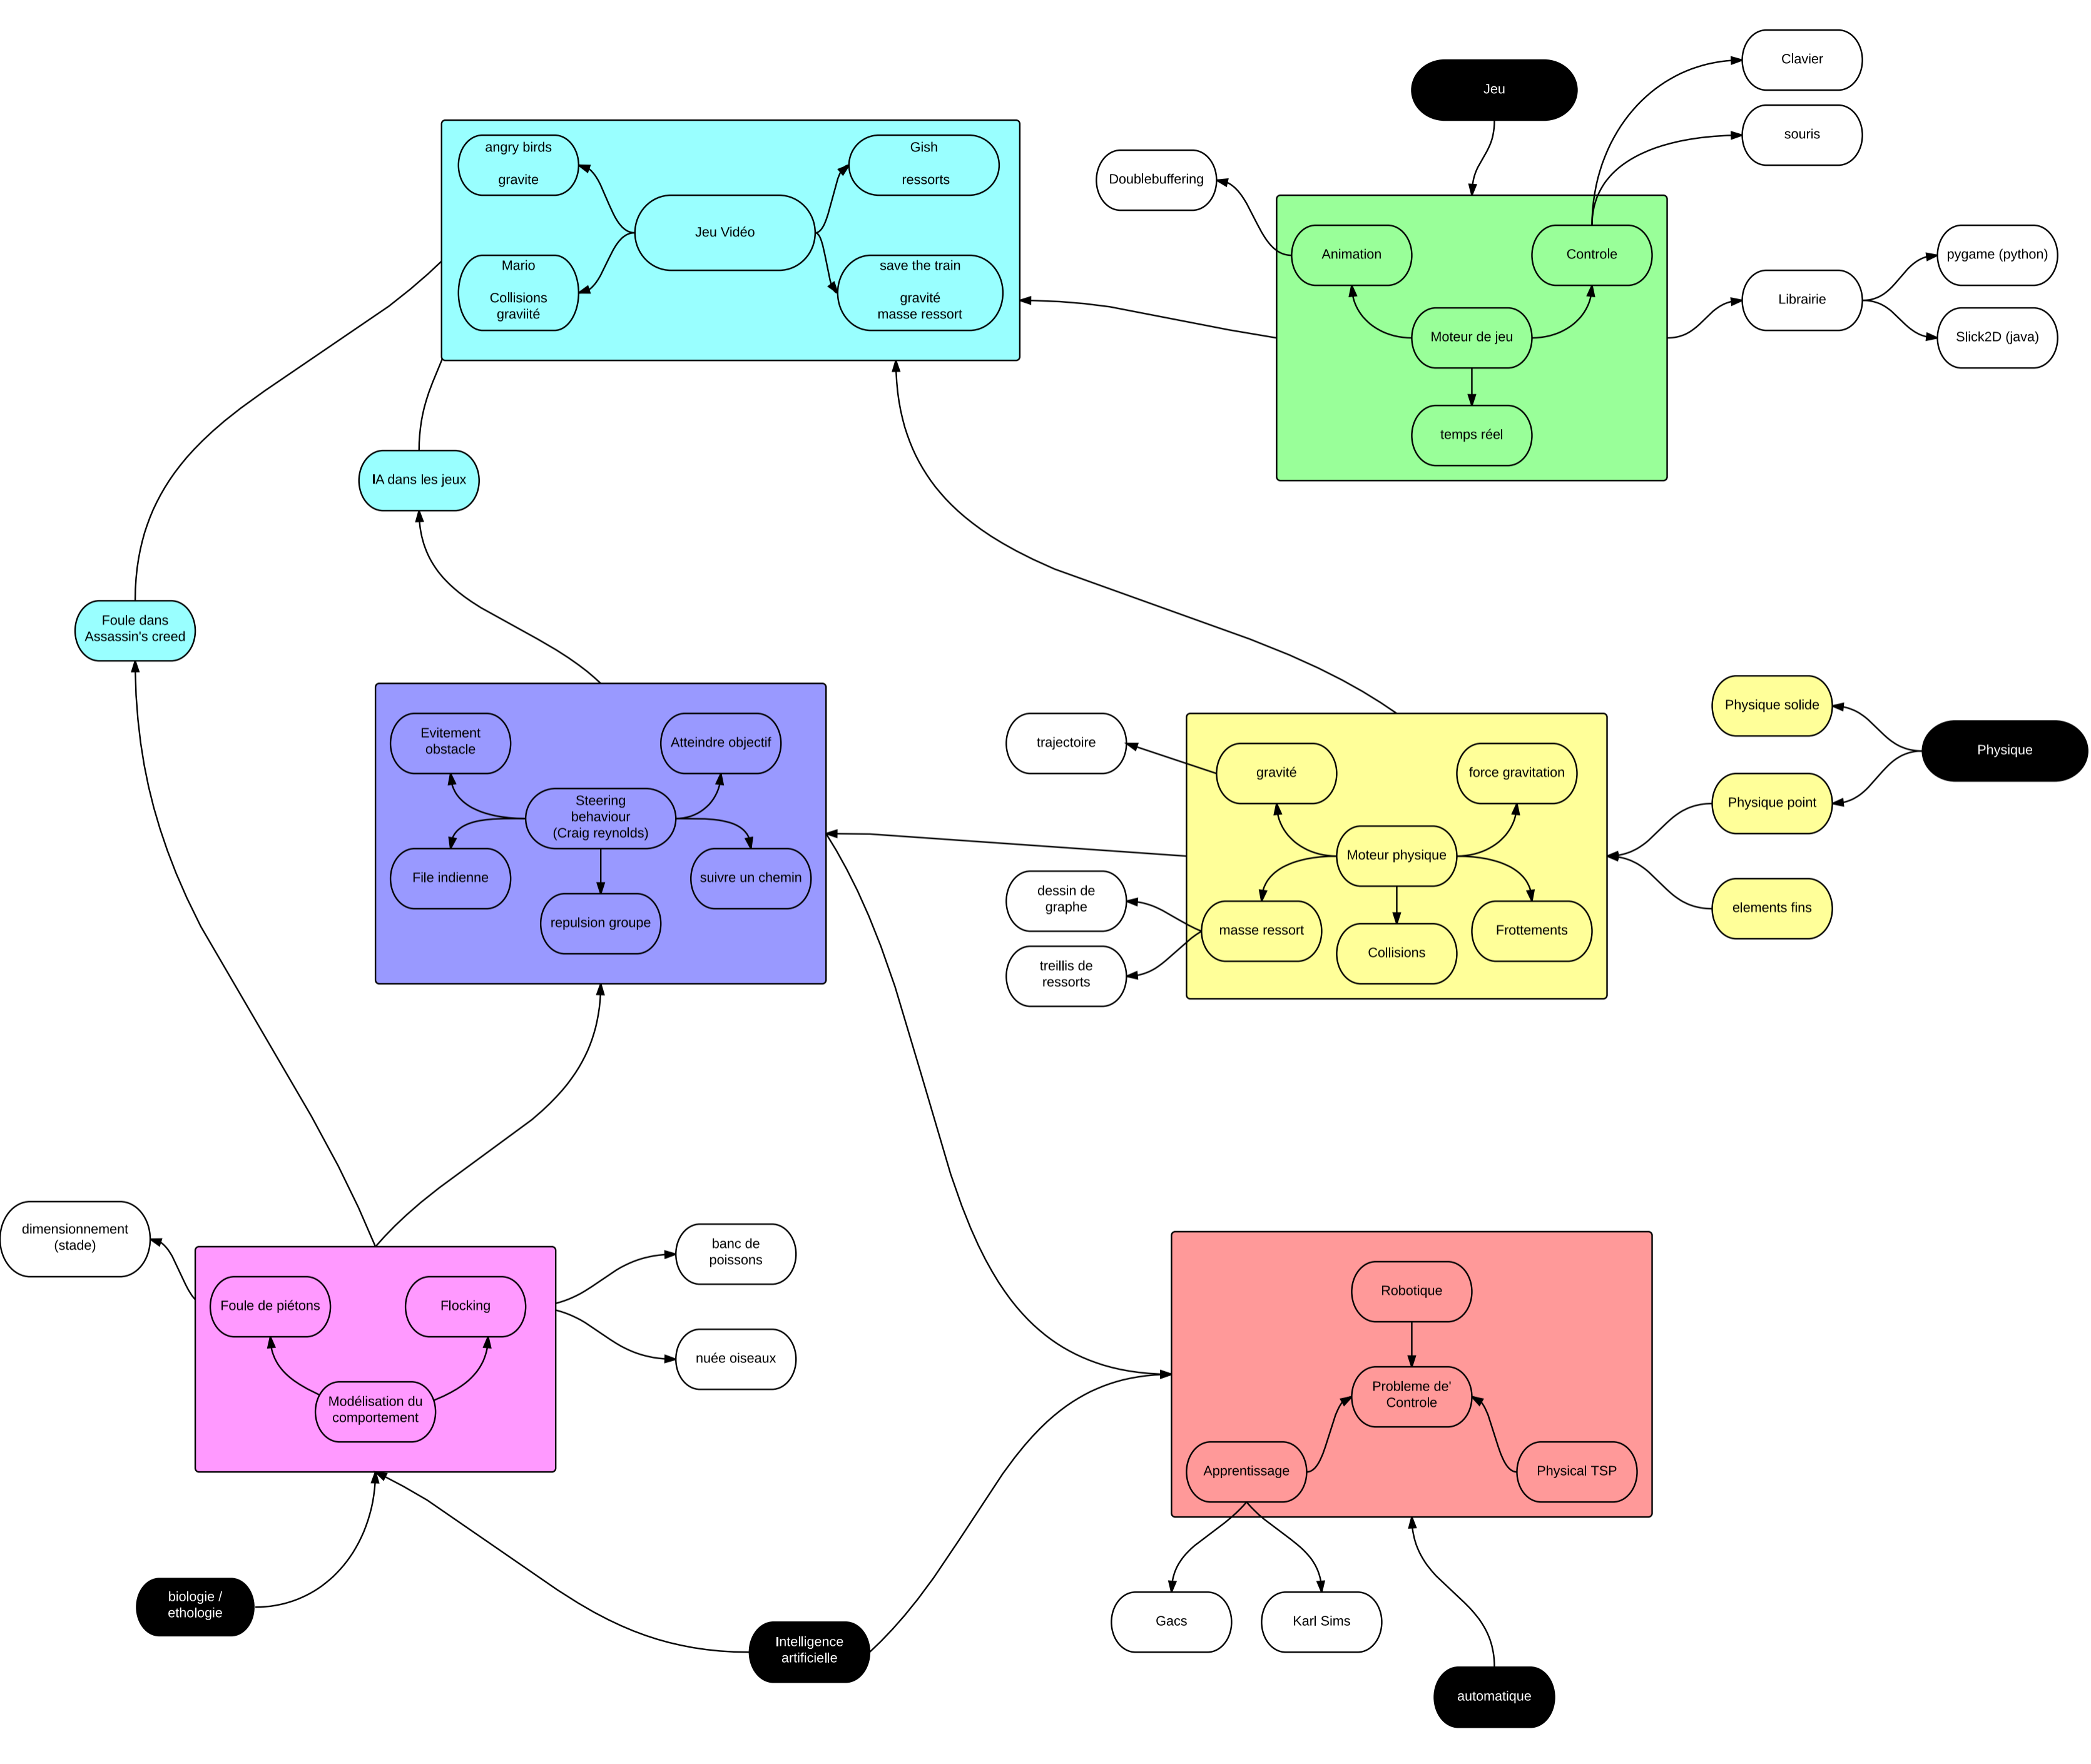 Clavier
Jeu
souris
angry birds
gravite
Gish
ressorts
Doublebuffering
Jeu Vidéo
Mario
Collisions
graviité
save the train
gravité
masse ressort
Animation
Controle
Moteur de jeu
temps réel
Librairie
pygame (python)
Slick2D (java)
IA dans les jeux
Foule dans
Assassin's creed
Evitement
obstacle
Atteindre objectif
Steering
behaviour
(Craig reynolds)
File indienne
suivre un chemin
repulsion groupe
trajectoire
gravité
force gravitation
Moteur physique
dessin de
graphe
masse ressort
Frottements
Collisions
treillis de
ressorts
Physique solide
Physique
Physique point
elements fins
dimensionnement
(stade)
Foule de piétons
Flocking
Modélisation du
comportement
banc de
poissons
nuée oiseaux
Robotique
Probleme de'
Controle
Apprentissage
Physical TSP
biologie /
ethologie
Intelligence
artificielle
Gacs
Karl Sims
automatique